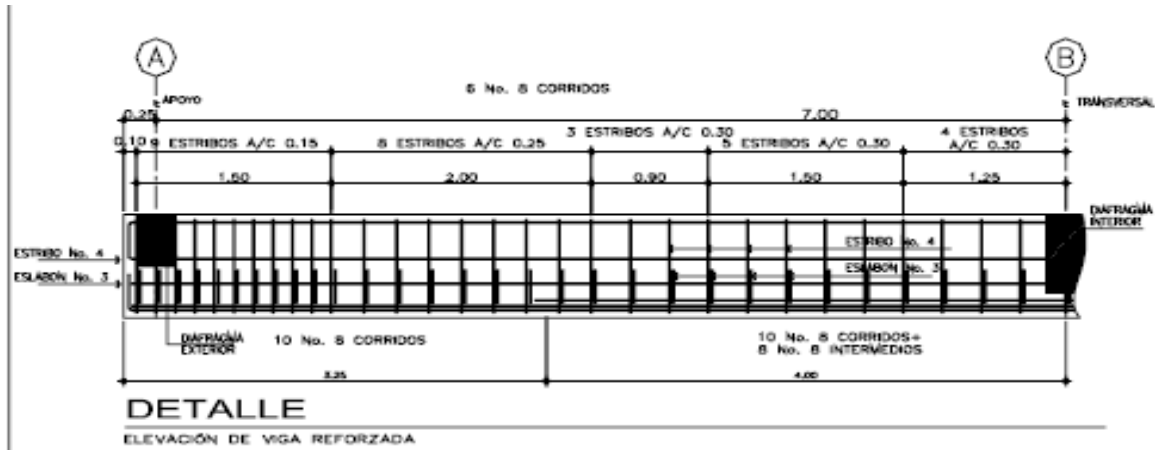 A
B
6 No. 8 CORRIDOS
APOYO
TRANSVERSAL
0.25
7.00
3 ESTRIBOS A/C 0.30
4 ESTRIBOS
A/C 0.30
0.10
9 ESTRIBOS A/C 0.15
8 ESTRIBOS A/C 0.25
5 ESTRIBOS A/C 0.30
1.50
2.00
0.90
1.50
1.25
DIAFRAGMA
INTERIOR
ESTRIBO No. 4
ESTRIBO No. 4
ESLABON No. 3
ESLABON No. 3
DIAFRAGMA
EXTERIOR
10 No. 8 CORRIDOS
10 No. 8 CORRIDOS+
8 No. 8 INTERMEDIOS
3.25
4.00
DETALLE
ELEVACIÓN DE VIGA REFORZADA